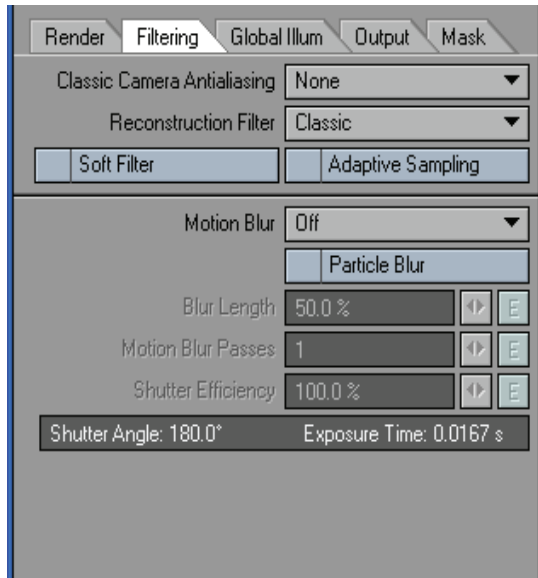 Render Filtering Global Illum Output Mask
Classic Camera Antialiasing None
Reconstruction Filter Classic
Soft Filter Adaptive Sampling
Motion Blur Off
Particle Blur
Blur Length 50.0 % E
Motion Blur Passes 1 E
Shutter Efficiency 100.0 % E
Shutter Angle: 180.0° Exposure Time: 0.0167 s